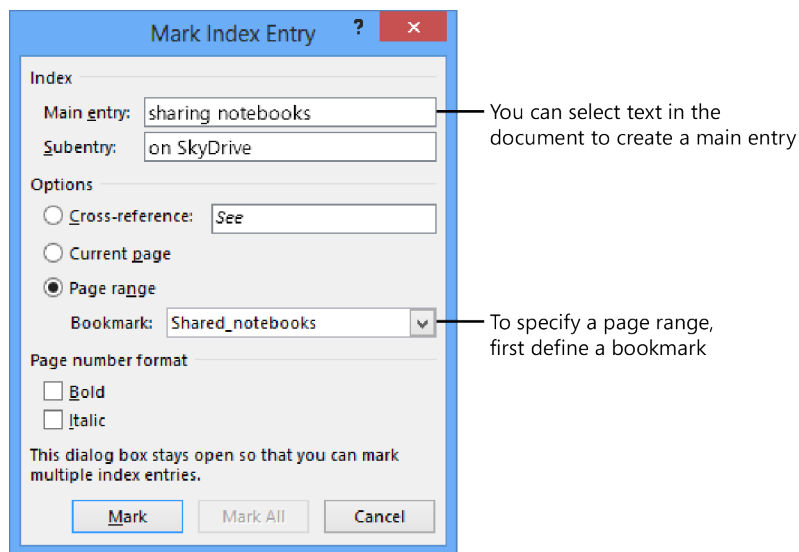 Mark Index Entry ? ×
Index
Main entry: sharing notebooks
You can select text in the
document to create a main entry
Subentry: on SkyDrive
Options
Cross-reference: See
Current page
Page range
Bookmark: Shared_notebooks
To specify a page range,
first define a bookmark
Page number format
Bold
Italic
This dialog box stays open so that you can mark
multiple index entries.
Mark Mark All Cancel